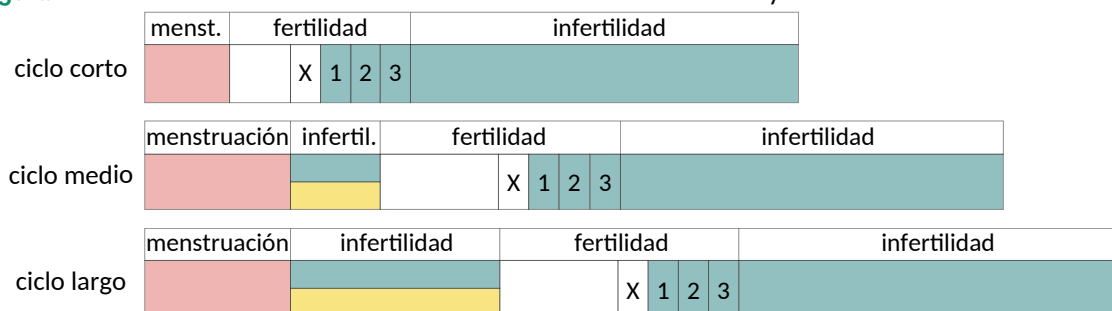 menst. fertilidad infertilidad
ciclo corto X 1 2 3
menstruación infertil. fertilidad infertilidad
ciclo medio X 1 2 3
menstruación infertilidad fertilidad infertilidad
ciclo largo X 1 2 3